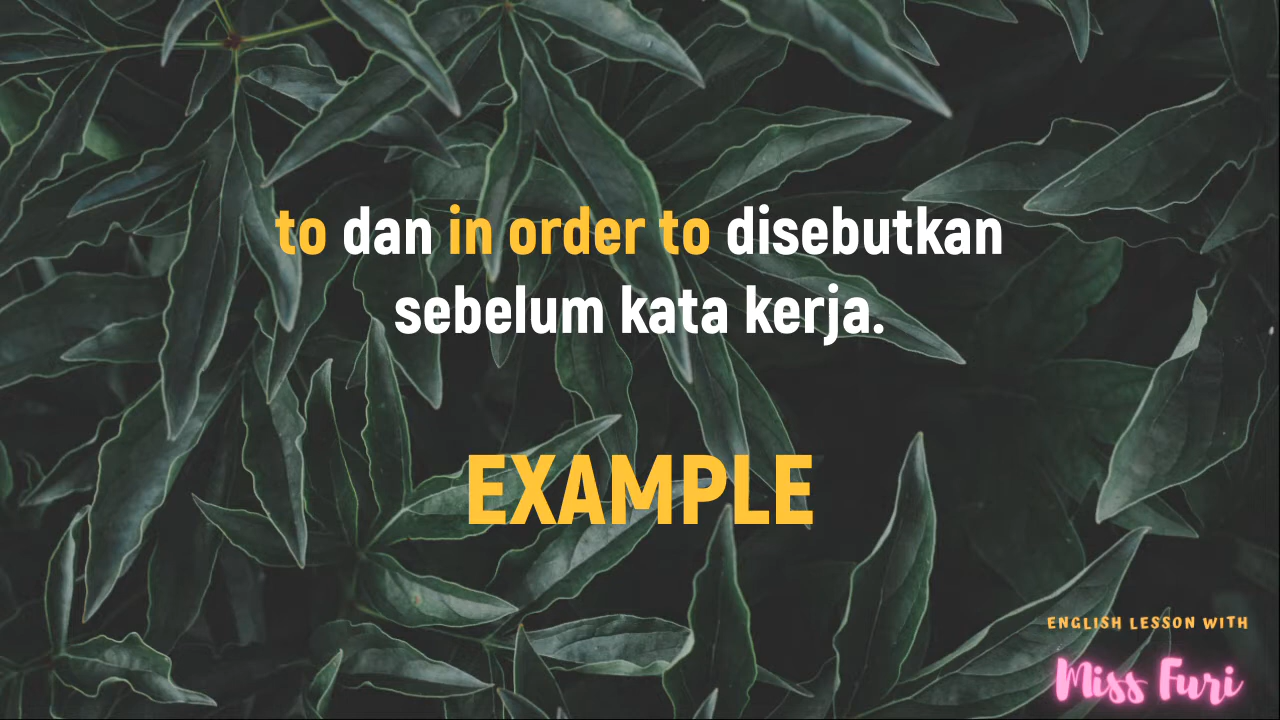 to dan in order to disebutkan
sebelum kata kerja.
EXAMPLE
ENGLISH LESSON WITH
Miss Furi